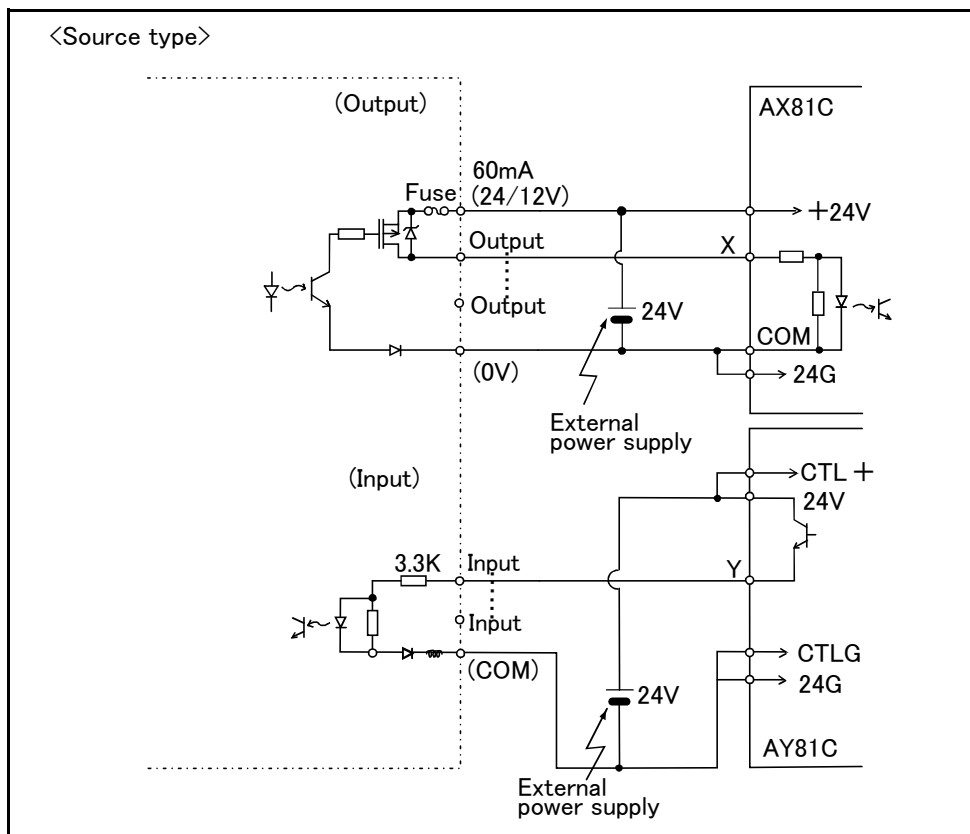 <Source type>
(Output)
AX81C
60mA
(24/12V)
Fuse
+24V
Output
X
Output
24V
COM
(0V)
24G
External
power supply
(Input)
CTL+
24V
3.3K
Input
Y
Input
(COM)
CTLG
24G
24V
AY81C
External
power supply